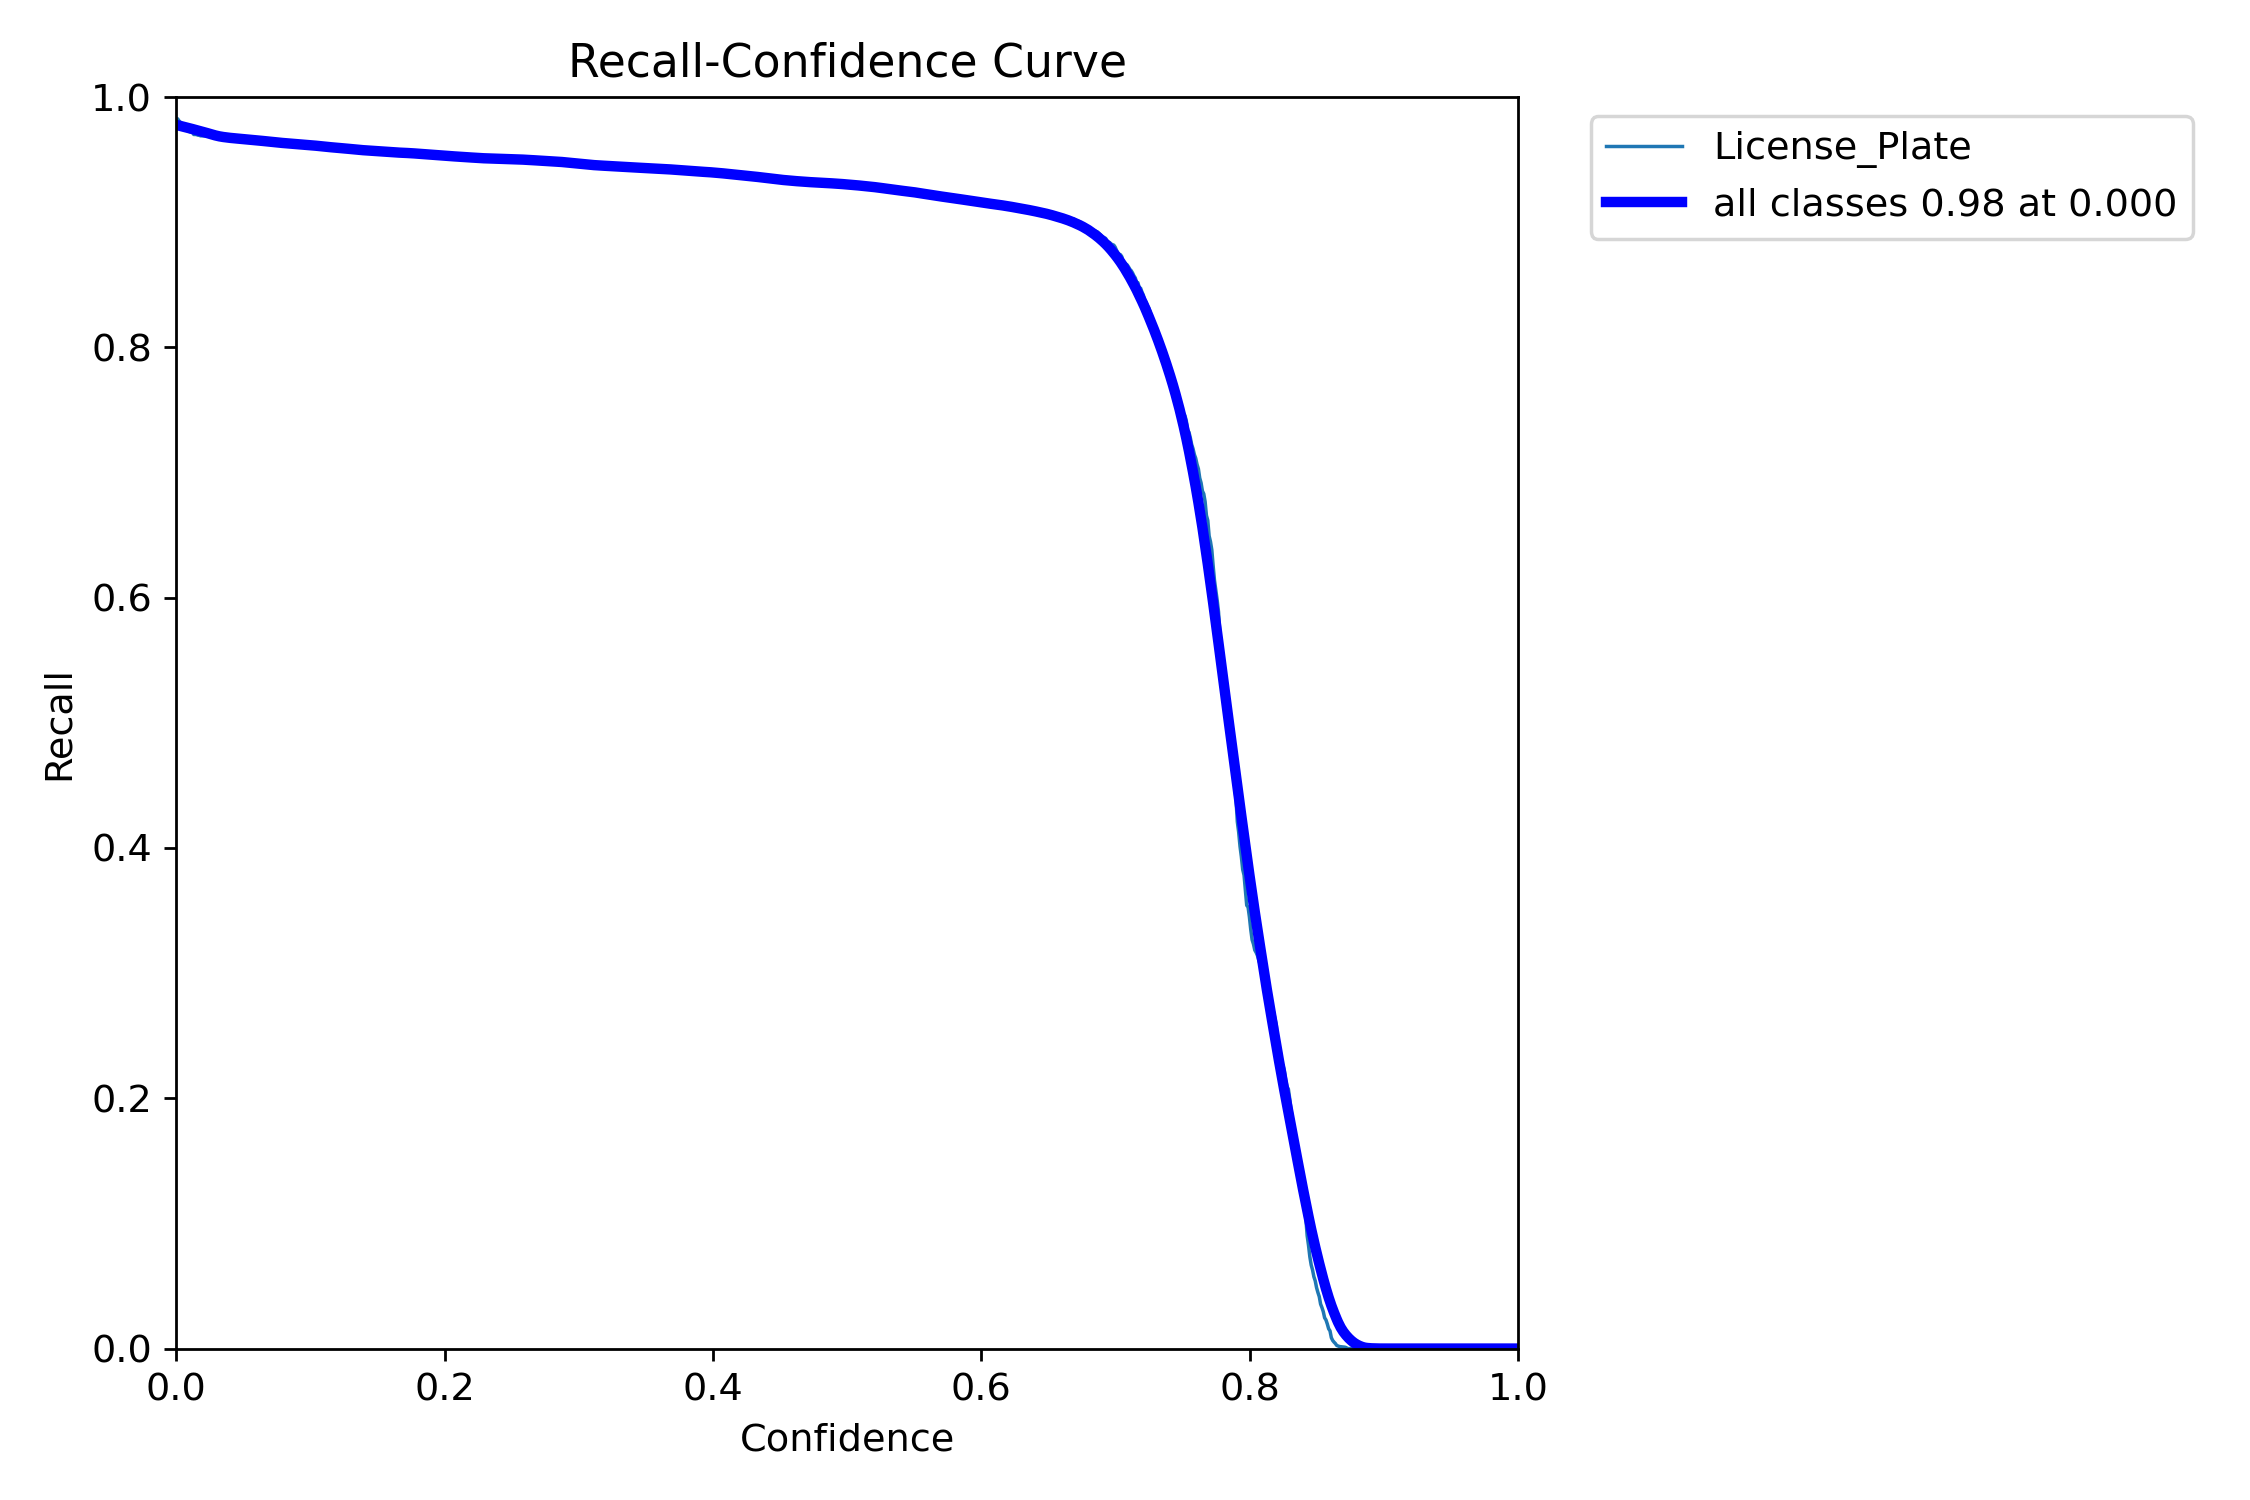 Recall-Confidence Curve
License_Plate
all classes 0.98 at 0.000
1.0
0.8
0.6
0.4
0.2
0.0
Recall
0.0 0.2 0.4 0.6 0.8 1.0
Confidence